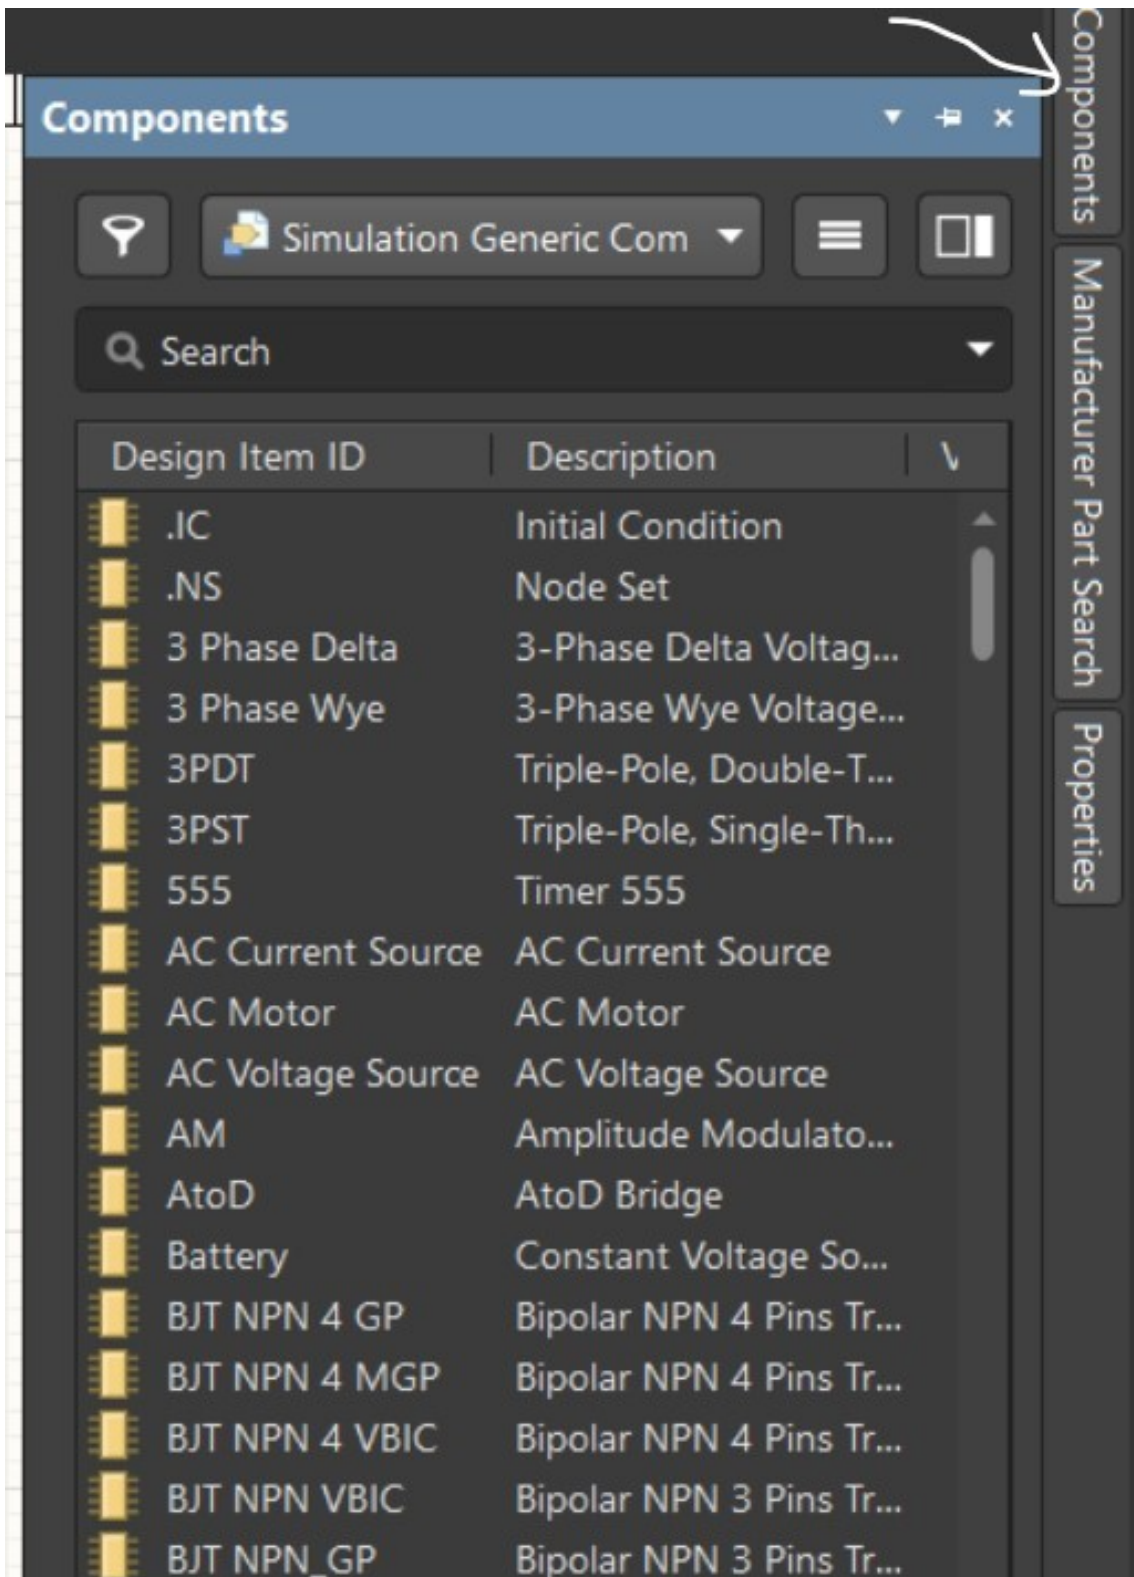 Components
Simulation Generic Com
Search
Design Item ID Description
.IC Initial Condition
.NS Node Set
3 Phase Delta 3-Phase Delta Voltag...
3 Phase Wye 3-Phase Wye Voltage...
3PDT Triple-Pole, Double-T...
3PST Triple-Pole, Single-Th...
555 Timer 555
AC Current Source AC Current Source
AC Motor AC Motor
AC Voltage Source AC Voltage Source
AM Amplitude Modulato...
AtoD AtoD Bridge
Battery Constant Voltage So...
BJT NPN 4 GP Bipolar NPN 4 Pins Tr...
BJT NPN 4 MGP Bipolar NPN 4 Pins Tr...
BJT NPN 4 VBIC Bipolar NPN 4 Pins Tr...
BJT NPN VBIC Bipolar NPN 3 Pins Tr...
BJT NPN_GP Bipolar NPN 3 Pins Tr...
Components
Manufacturer Part Search
Properties